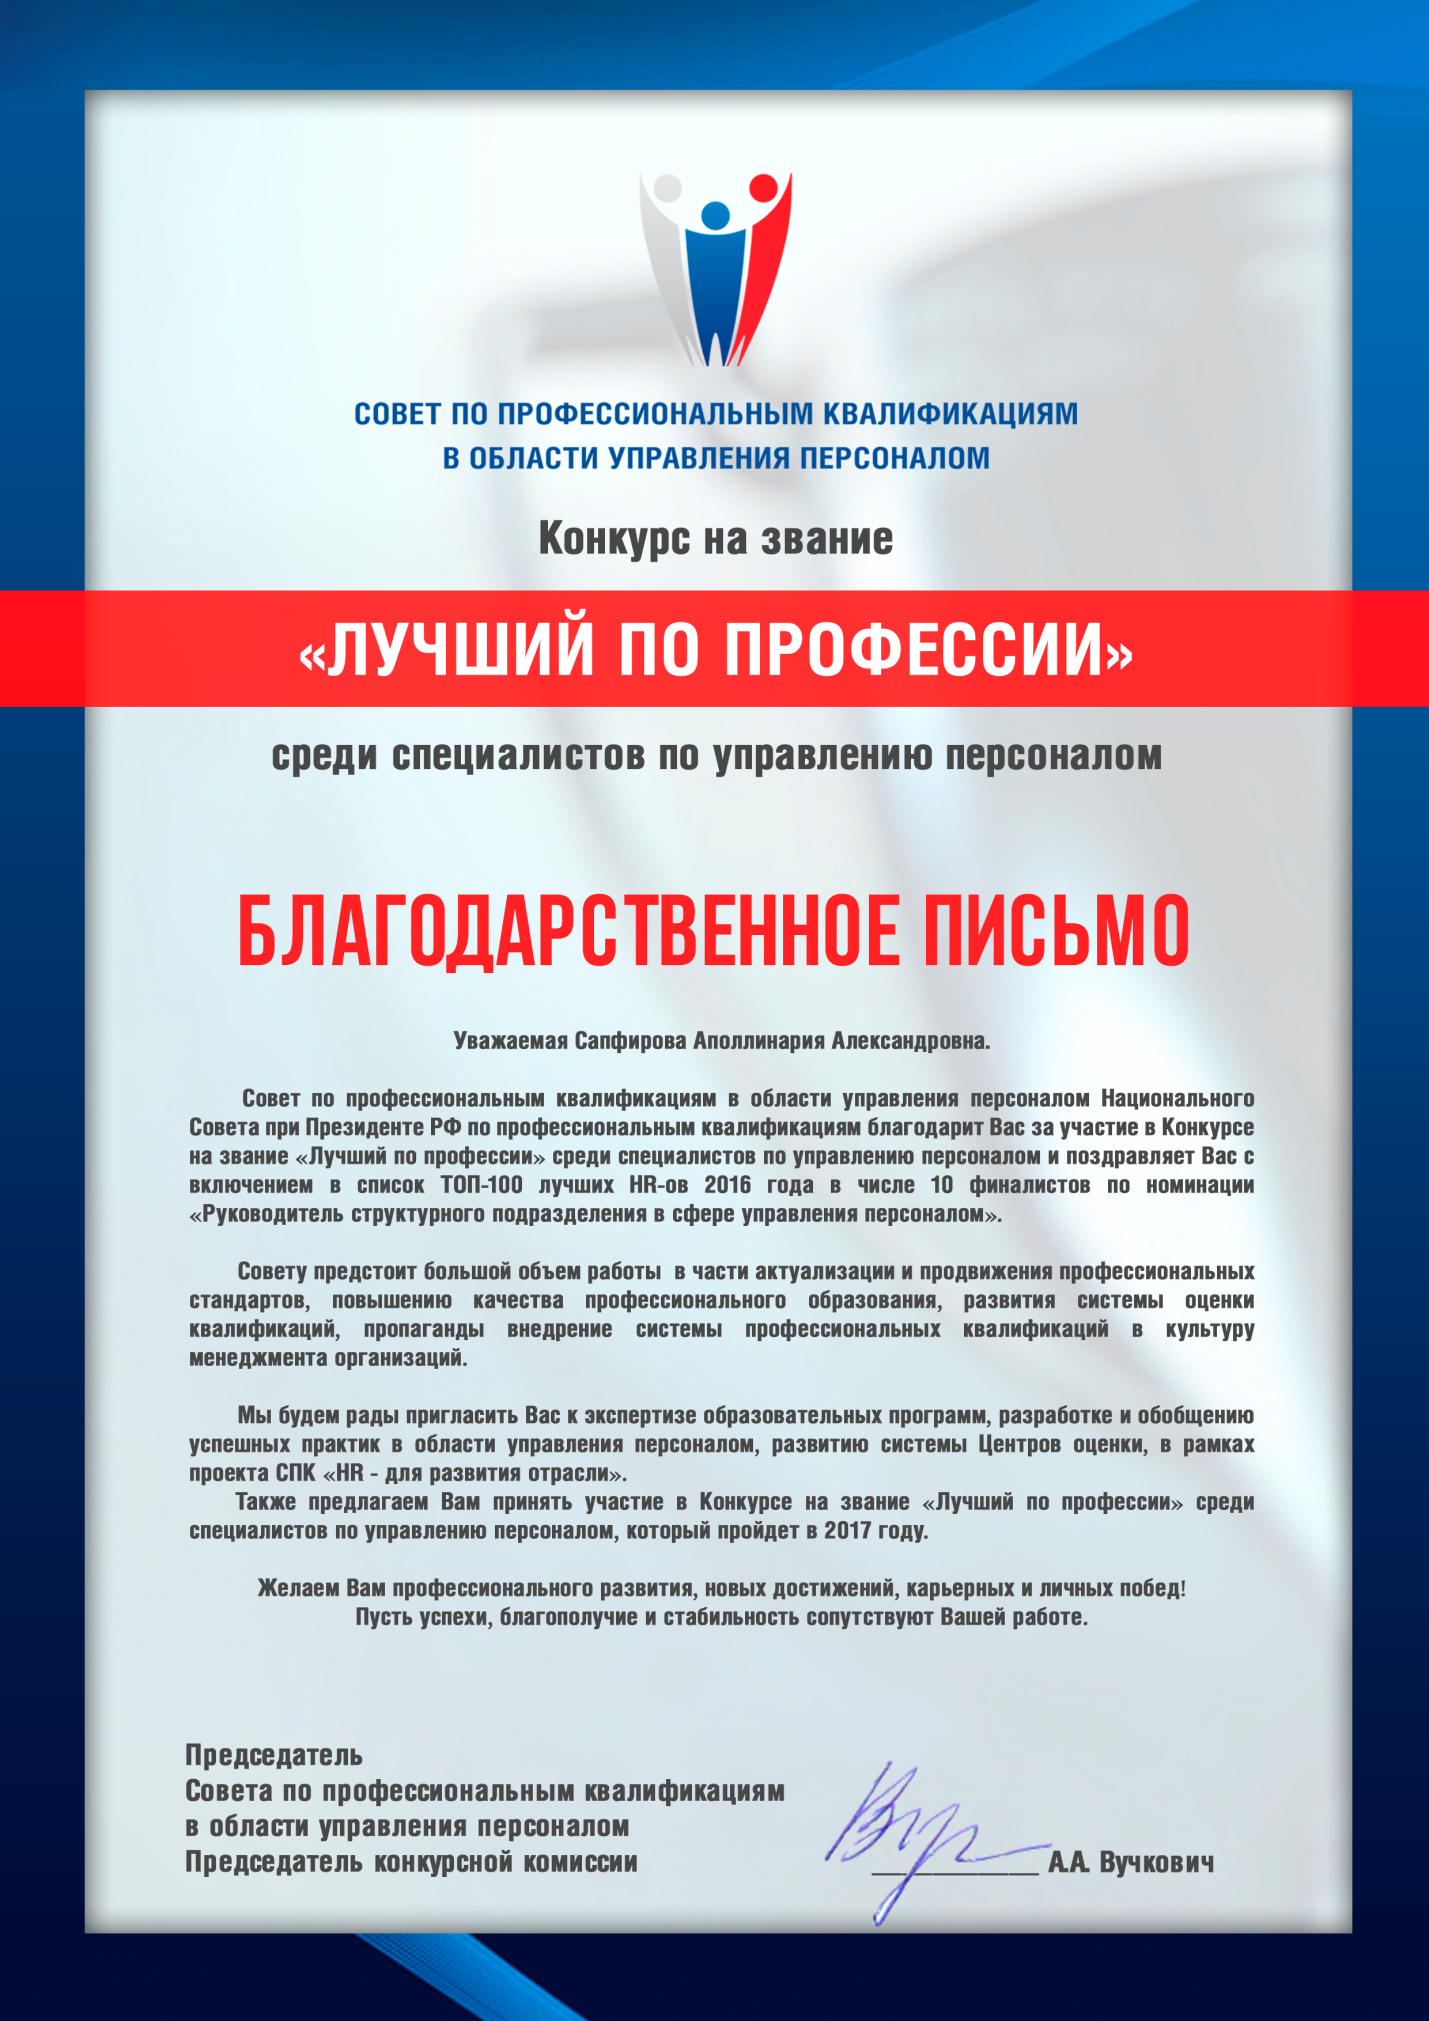 СОВЕТ ПО ПРОФЕССИОНАЛЬНЫМ КВАЛИФИКАЦИЯМ
В ОБЛАСТИ УПРАВЛЕНИЯ ПЕРСОНАЛОМ
Конкурс на звание
«ЛУЧШИЙ ПО ПРОФЕССИИ»
среди специалистов по управлению персоналом
БЛАГОДАРСТВЕННОЕ ПИСЬМО
Уважаемая Сапфирова Аполлинария Александровна.
Совет по профессиональным квалификациям в области управления персоналом Национального
Совета при Президенте РФ по профессиональным квалификациям благодарит Вас за участие в Конкурсе
на звание «Лучший по профессии» среди специалистов по управлению персоналом и поздравляет Вас с
включением в список ТОП-100 лучших HR-ов 2016 года в числе 10 финалистов по номинации
«Руководитель структурного подразделения в сфере управления персоналом».
Совету предстоит большой объем работы в части актуализации и продвижения профессиональных
стандартов, повышению качества профессионального образования, развития системы оценки
квалификаций, пропаганды внедрение системы профессиональных квалификаций в культуру
менеджмента организаций.
Мы будем рады пригласить Вас к экспертизе образовательных программ, разработке и обобщению
успешных практик в области управления персоналом, развитию системы Центров оценки, в рамках
проекта СПК «HR - для развития отрасли».
Также предлагаем Вам принять участие в Конкурсе на звание «Лучший по профессии» среди
специалистов по управлению персоналом, который пройдет в 2017 году.
Желаем Вам профессионального развития, новых достижений, карьерных и личных побед!
Пусть успехи, благополучие и стабильность сопутствуют Вашей работе.
Председатель
Совета по профессиональным квалификациям
в области управления персоналом
Председатель конкурсной комиссии ____________ А.А. Вучкович